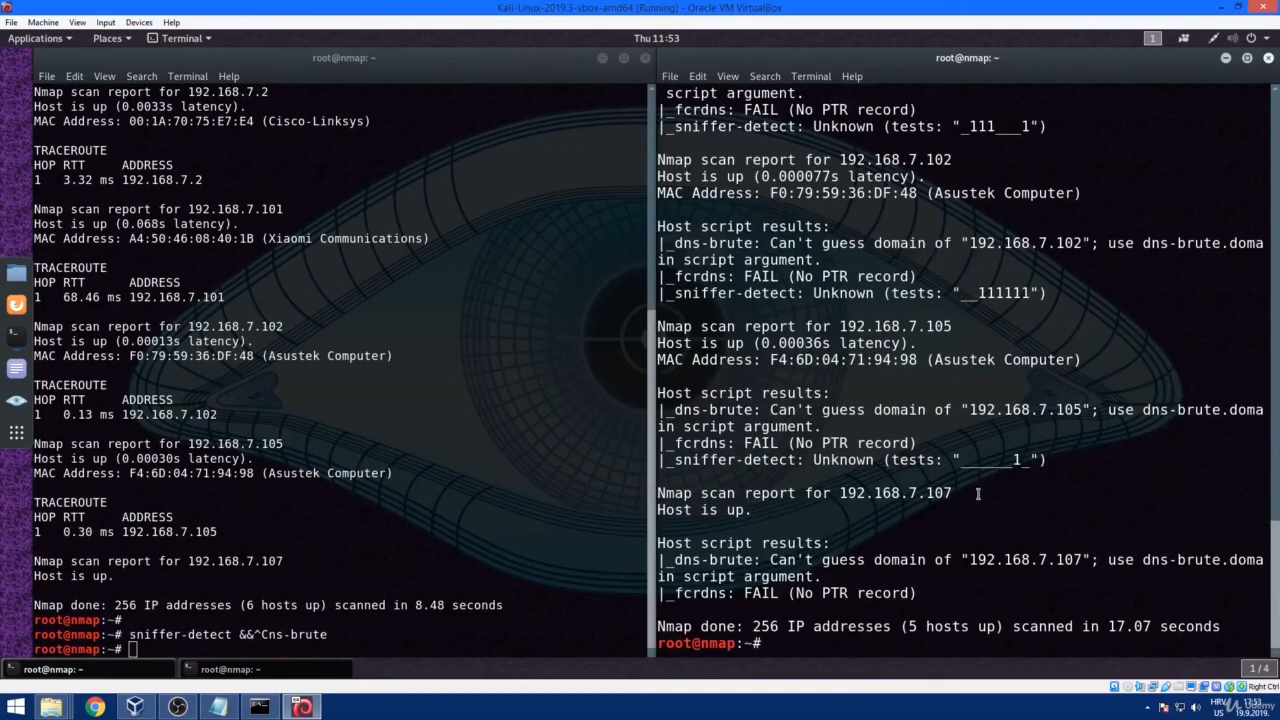 Kali-Linux-2019.3-vbox-amd64 [Running] - Oracle VM VirtualBox
File Machine View Input Devices Help
Applications Places Terminal
Thu 11:53
1
root@nmap: ~
File Edit View Search Terminal Help
Nmap scan report for 192.168.7.2
Host is up (0.0033s latency).
MAC Address: 00:1A:70:75:E7:E4 (Cisco-Linksys)
TRACEROUTE
HOP RTT ADDRESS
1 3.32 ms 192.168.7.2
Nmap scan report for 192.168.7.101
Host is up (0.068s latency).
MAC Address: A4:50:46:08:40:1B (Xiaomi Communications)
TRACEROUTE
HOP RTT ADDRESS
1 68.46 ms 192.168.7.101
Nmap scan report for 192.168.7.102
Host is up (0.00013s latency).
MAC Address: F0:79:59:36:DF:48 (Asustek Computer)
TRACEROUTE
HOP RTT ADDRESS
1 0.13 ms 192.168.7.102
Nmap scan report for 192.168.7.105
Host is up (0.00030s latency).
MAC Address: F4:6D:04:71:94:98 (Asustek Computer)
TRACEROUTE
HOP RTT ADDRESS
1 0.30 ms 192.168.7.105
Nmap scan report for 192.168.7.107
Host is up.
Nmap done: 256 IP addresses (6 hosts up) scanned in 8.48 seconds
root@nmap:~#
root@nmap:~# sniffer-detect &&^Cns-brute
root@nmap:~#
root@nmap: ~
File Edit View Search Terminal Help
script argument.
|_fcrdns: FAIL (No PTR record)
|_sniffer-detect: Unknown (tests: "_111___1")
Nmap scan report for 192.168.7.102
Host is up (0.000077s latency).
MAC Address: F0:79:59:36:DF:48 (Asustek Computer)
Host script results:
|_dns-brute: Can't guess domain of "192.168.7.102"; use dns-brute.doma
in script argument.
|_fcrdns: FAIL (No PTR record)
|_sniffer-detect: Unknown (tests: "__111111")
Nmap scan report for 192.168.7.105
Host is up (0.00036s latency).
MAC Address: F4:6D:04:71:94:98 (Asustek Computer)
Host script results:
|_dns-brute: Can't guess domain of "192.168.7.105"; use dns-brute.doma
in script argument.
|_fcrdns: FAIL (No PTR record)
|_sniffer-detect: Unknown (tests: "______1_")
Nmap scan report for 192.168.7.107
Host is up.
Host script results:
|_dns-brute: Can't guess domain of "192.168.7.107"; use dns-brute.doma
in script argument.
|_fcrdns: FAIL (No PTR record)
Nmap done: 256 IP addresses (5 hosts up) scanned in 17.07 seconds
root@nmap:~#
root@nmap: ~
root@nmap: ~
1 / 4
Right Ctrl
HRV 17:53
US 19.9.2019.
Udemy